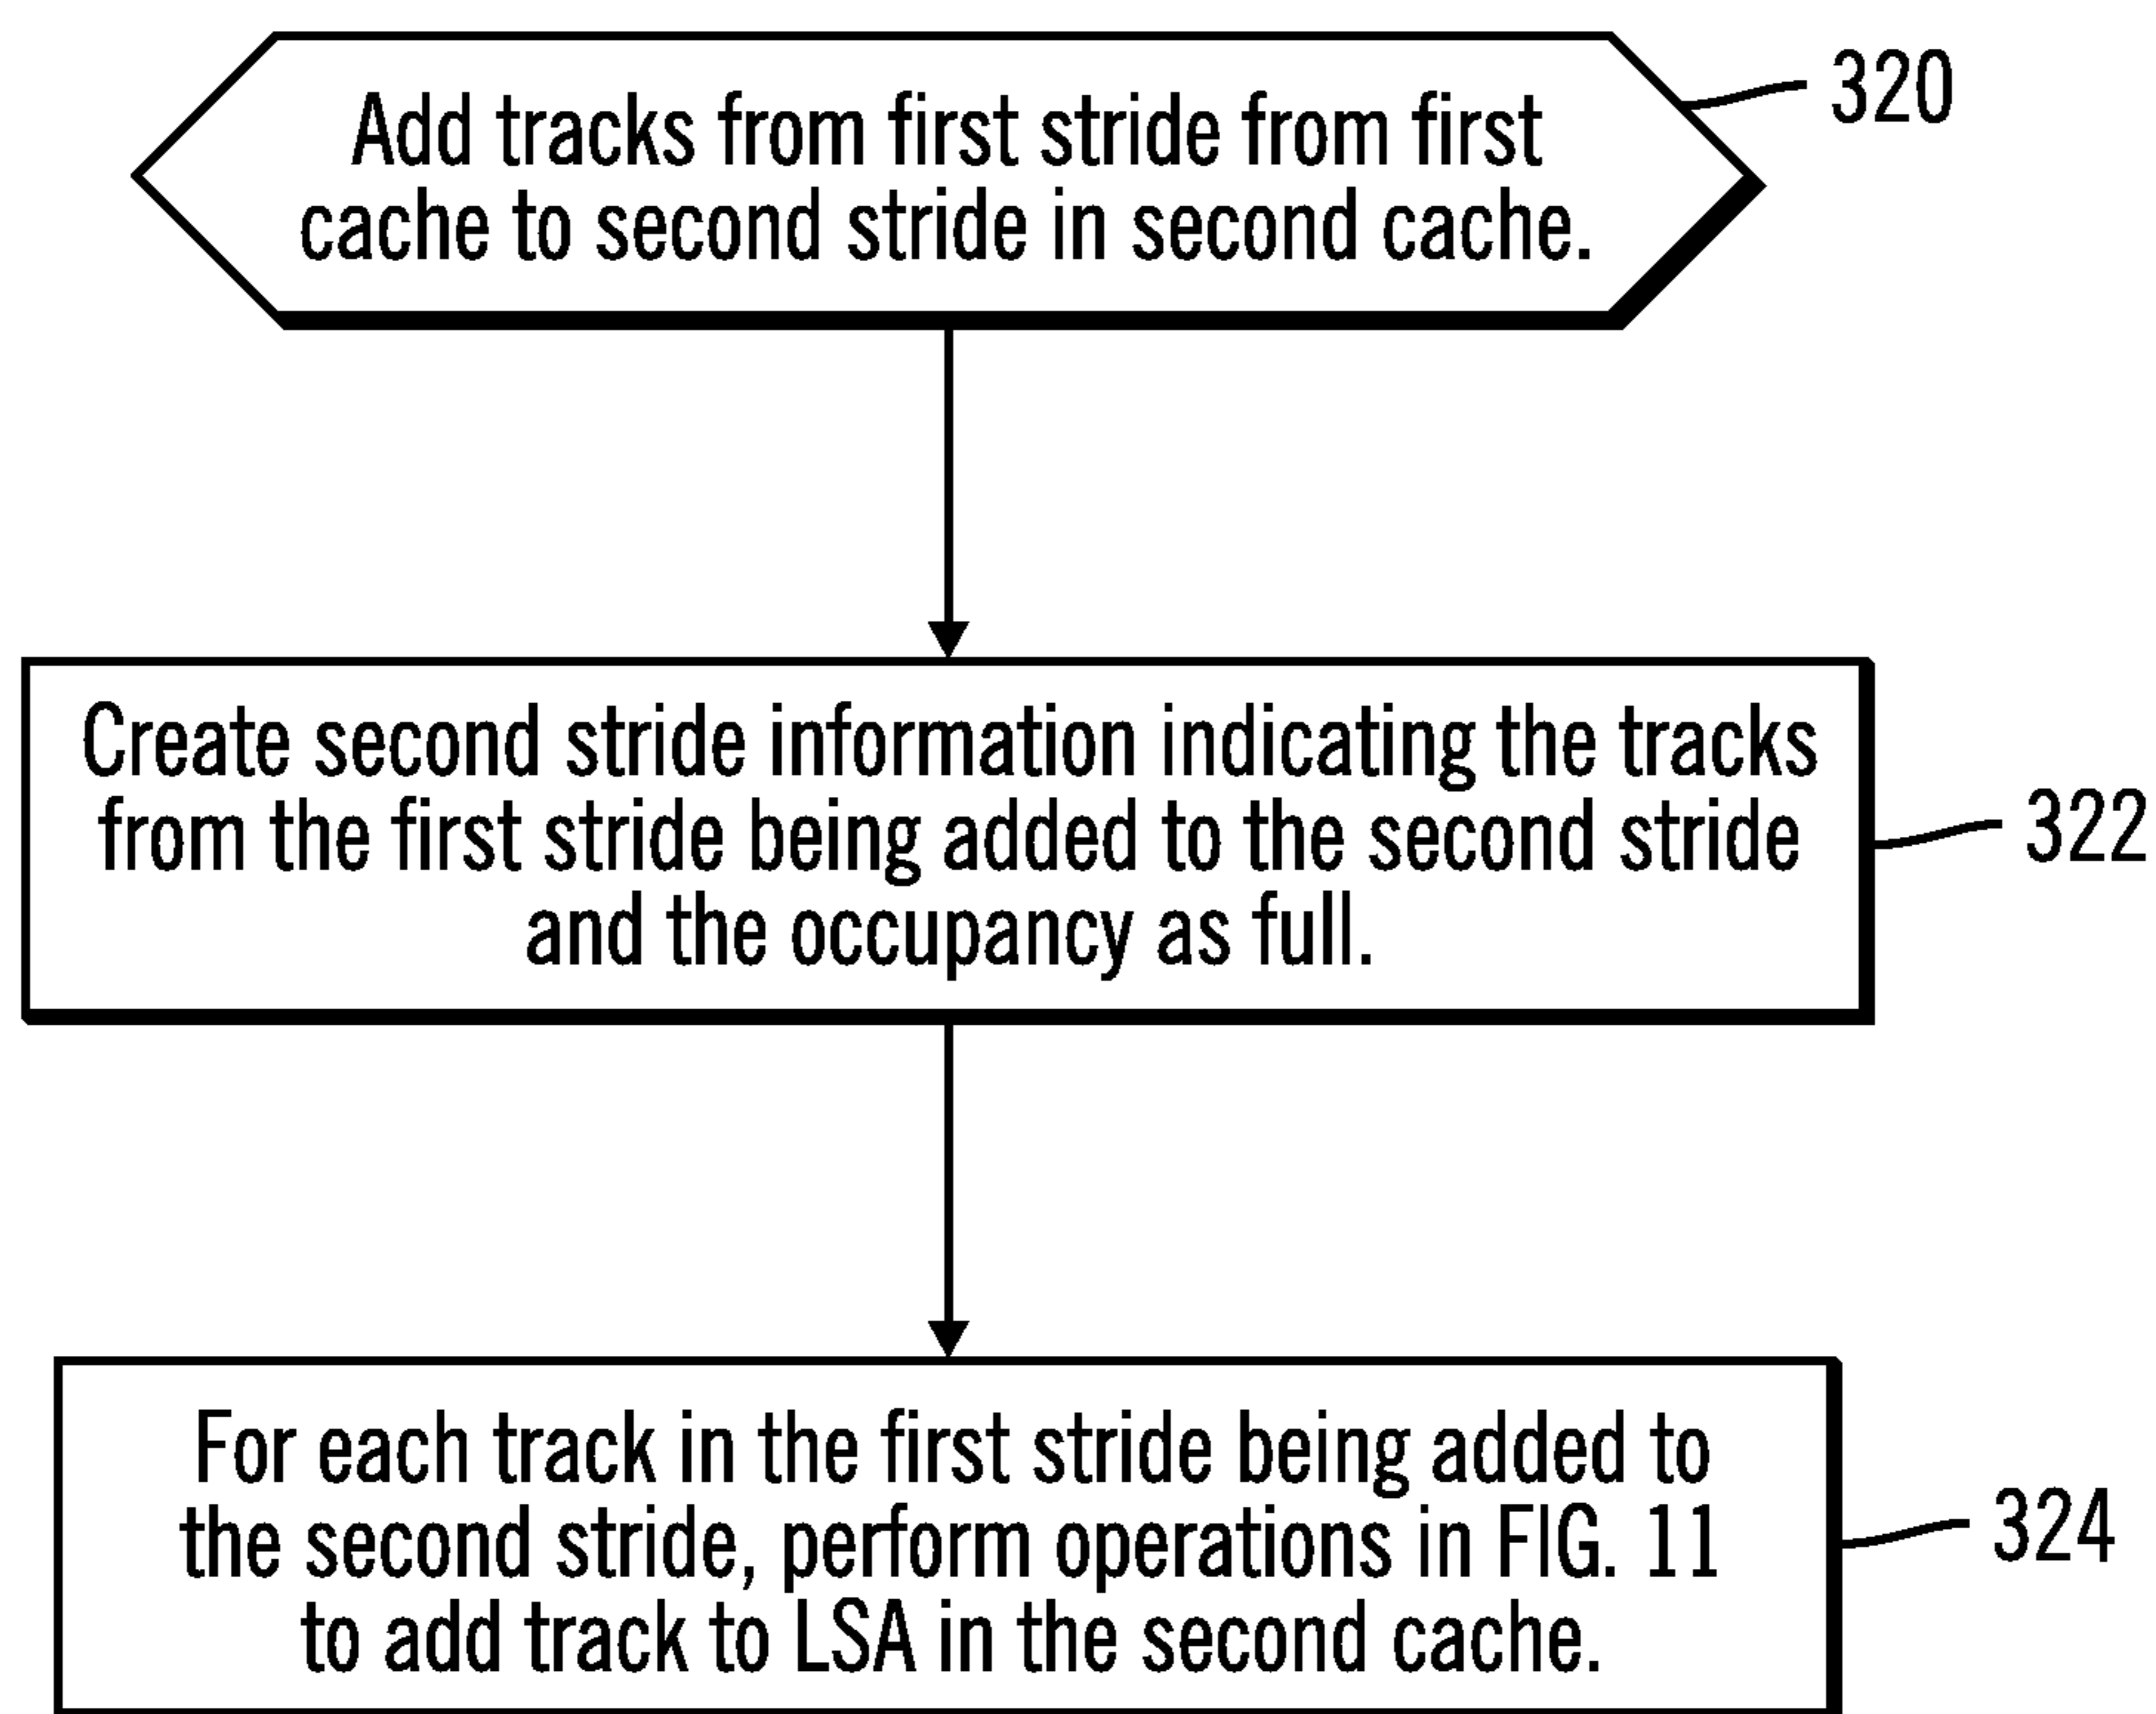 Add tracks from first stride from first
cache to second stride in second cache.
320
Create second stride information indicating the tracks
from the first stride being added to the second stride
and the occupancy as full.
322
For each track in the first stride being added to
the second stride, perform operations in FIG. 11
to add track to LSA in the second cache.
324